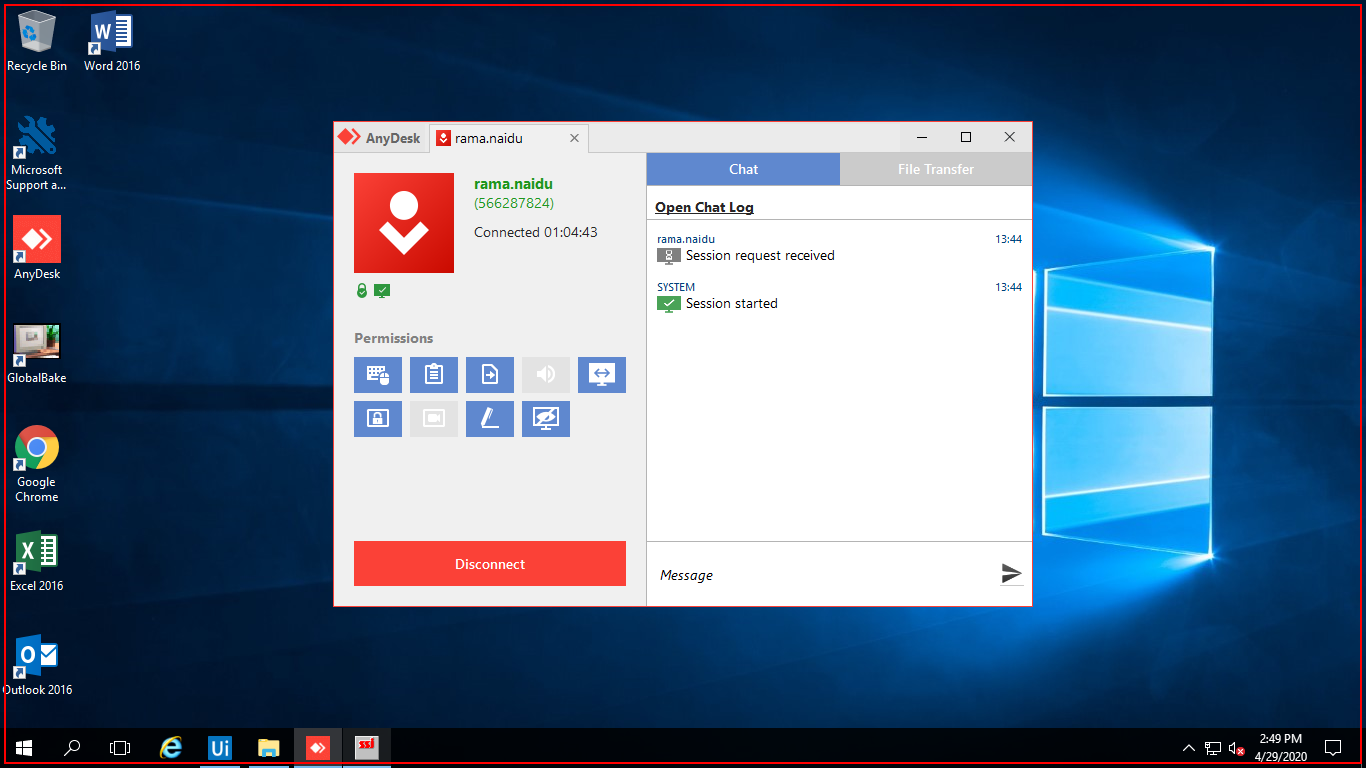 Recycle Bin
Word 2016
Microsoft
Support a...
AnyDesk
GlobalBake
Google
Chrome
Excel 2016
Outlook 2016
AnyDesk
rama.naidu
rama.naidu
(566287824)
Connected 01:04:43
Permissions
Disconnect
Chat
File Transfer
Open Chat Log
rama.naidu 13:44
Session request received
SYSTEM 13:44
Session started
Message
Ui
ssi
2:49 PM
4/29/2020